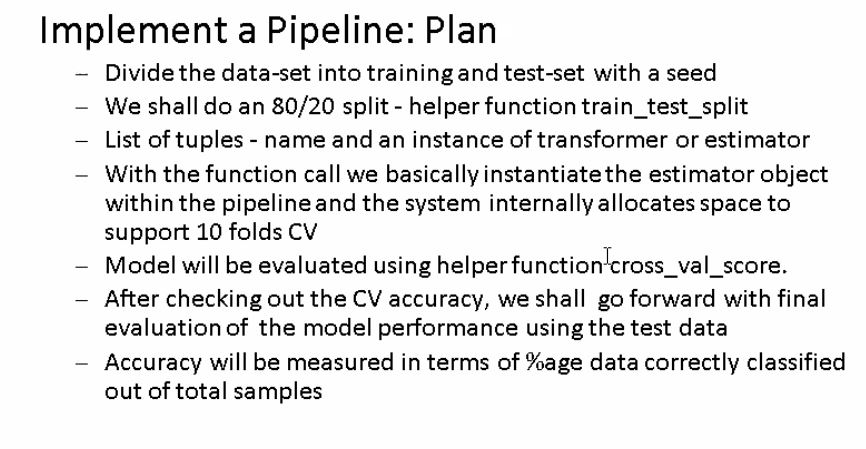 Implement a Pipeline: Plan
– Divide the data-set into training and test-set with a seed
– We shall do an 80/20 split - helper function train_test_split
– List of tuples - name and an instance of transformer or estimator
– With the function call we basically instantiate the estimator object
within the pipeline and the system internally allocates space to
support 10 folds CV
– Model will be evaluated using helper function cross_val_score.
– After checking out the CV accuracy, we shall go forward with final
evaluation of the model performance using the test data
– Accuracy will be measured in terms of %age data correctly classified
out of total samples